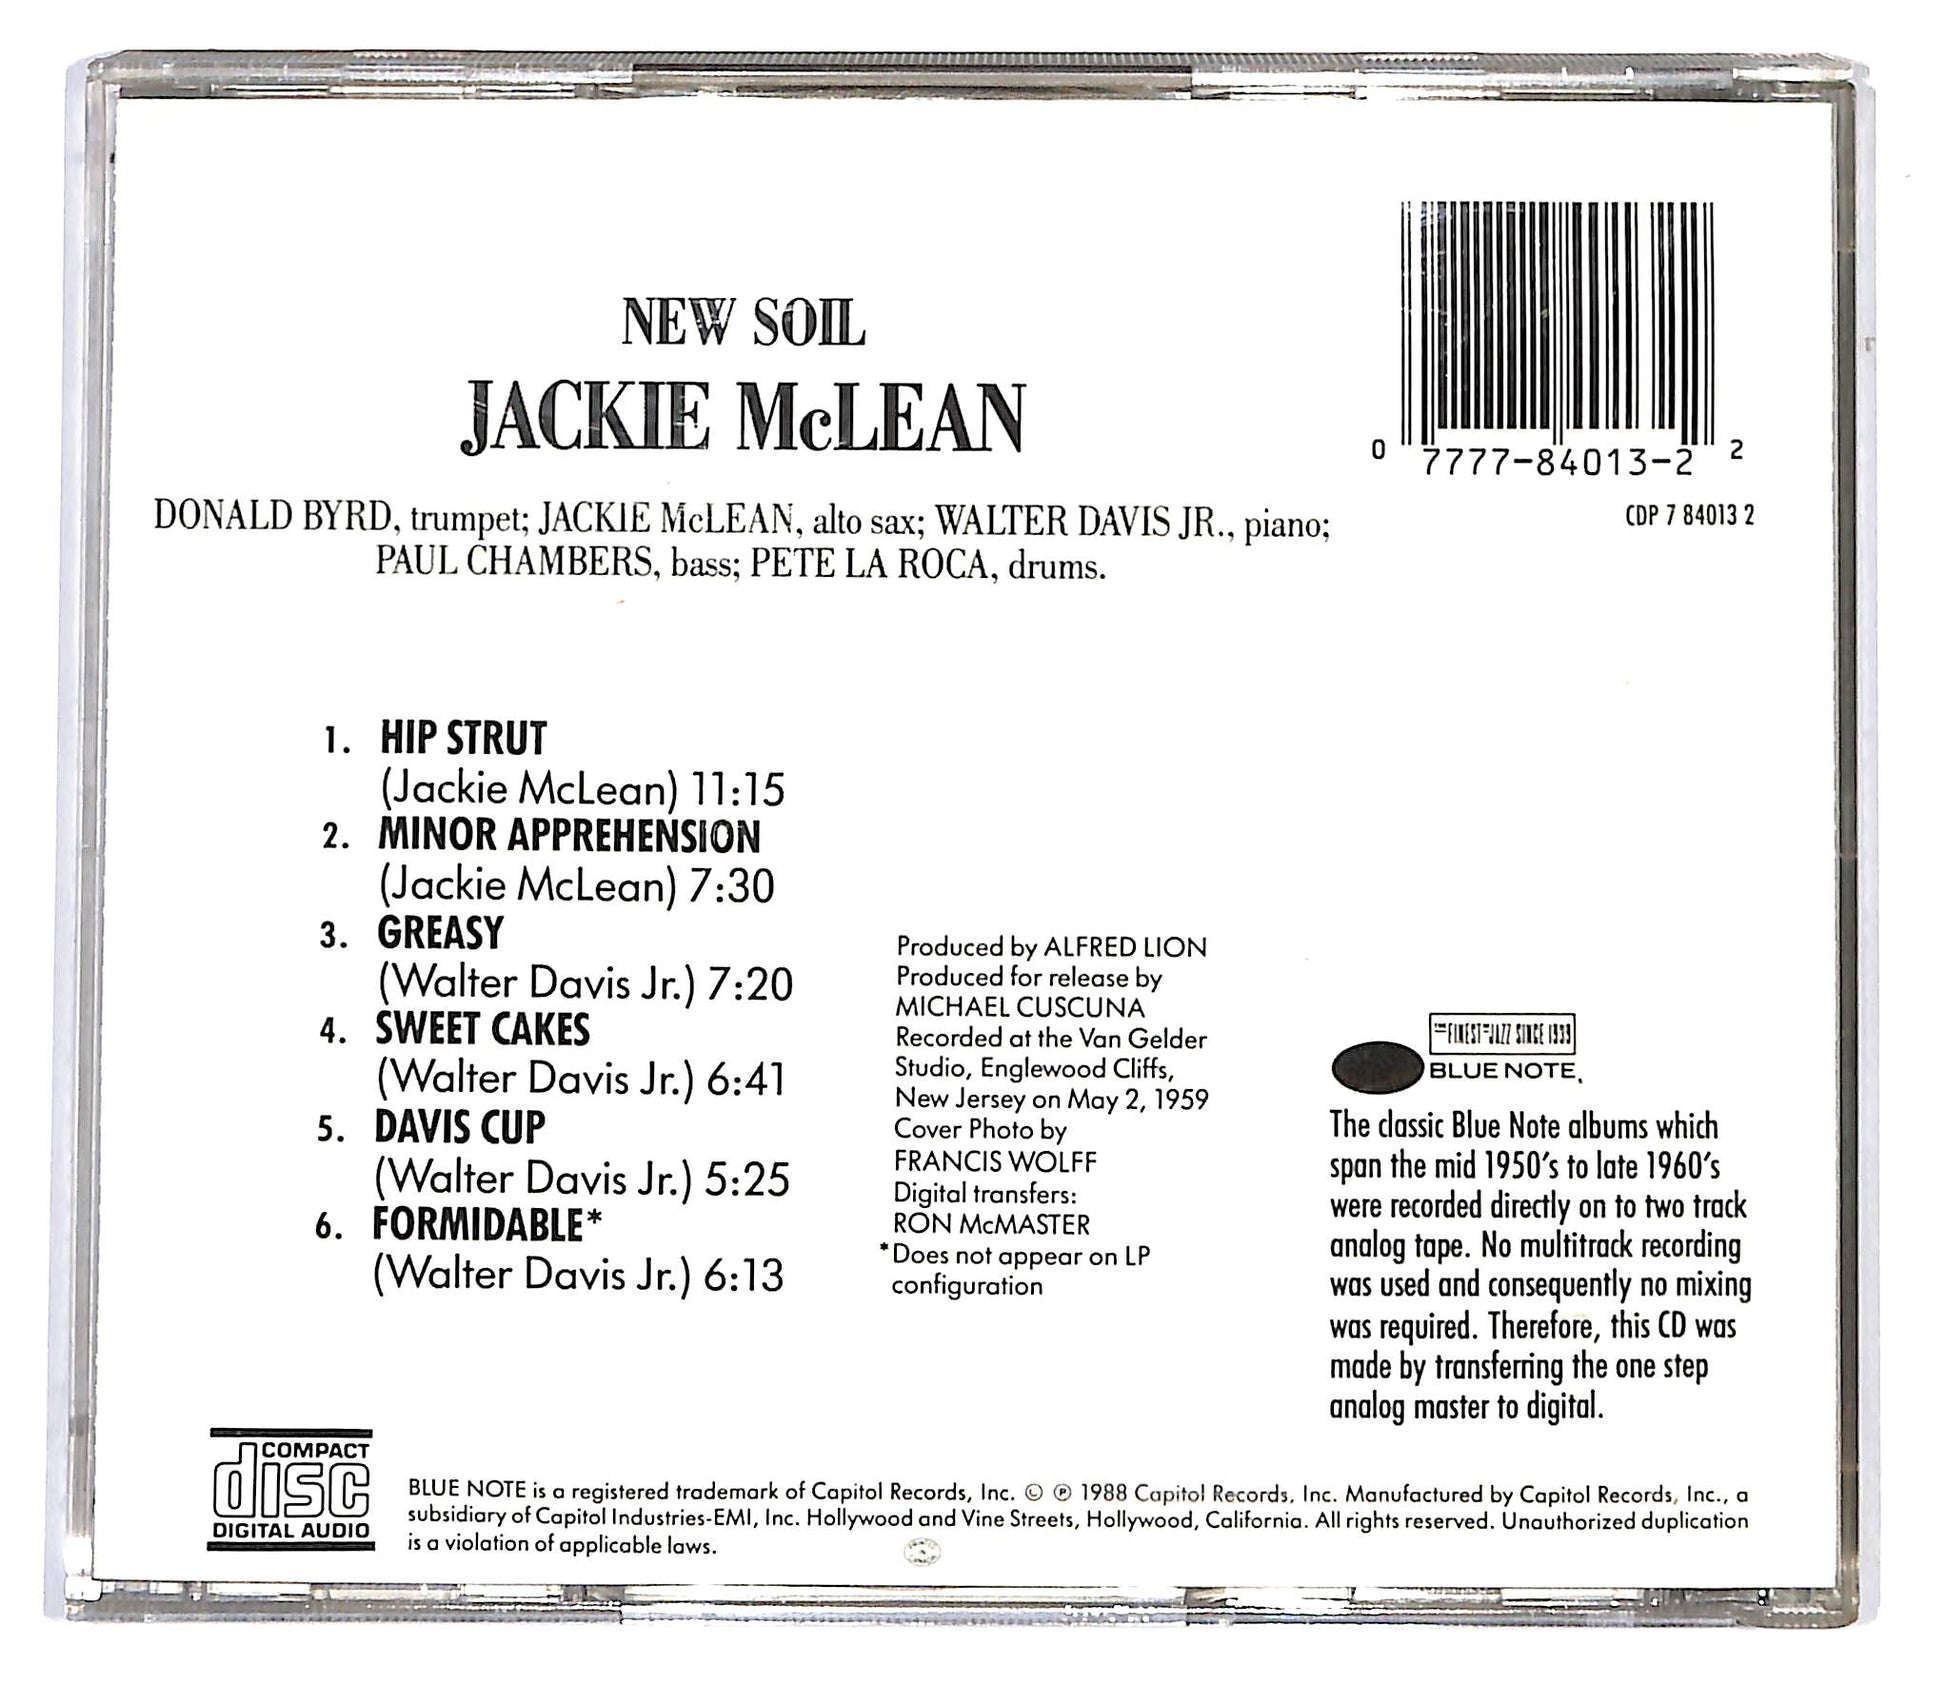 NEW SOIL
JACKIE McLEAN
DONALD BYRD, trumpet; JACKIE McLEAN, alto sax; WALTER DAVIS JR., piano;
PAUL CHAMBERS, bass; PETE LA ROCA, drums.
0 7777-84013-2 2
CDP 7 84013 2
1. HIP STRUT
(Jackie McLean) 11:15
2. MINOR APPREHENSION
(Jackie McLean) 7:30
3. GREASY
(Walter Davis Jr.) 7:20
4. SWEET CAKES
(Walter Davis Jr.) 6:41
5. DAVIS CUP
(Walter Davis Jr.) 5:25
6. FORMIDABLE*
(Walter Davis Jr.) 6:13
Produced by ALFRED LION
Produced for release by
MICHAEL CUSCUNA
Recorded at the Van Gelder
Studio, Englewood Cliffs,
New Jersey on May 2, 1959
Cover Photo by
FRANCIS WOLFF
Digital transfers:
RON McMASTER
*Does not appear on LP
configuration
THE FINEST IN JAZZ SINCE 1939
BLUE NOTE.
The classic Blue Note albums which
span the mid 1950's to late 1960's
were recorded directly on to two track
analog tape. No multitrack recording
was used and consequently no mixing
was required. Therefore, this CD was
made by transferring the one step
analog master to digital.
COMPACT
disc
DIGITAL AUDIO
BLUE NOTE is a registered trademark of Capitol Records, Inc. © ℗ 1988 Capitol Records, Inc. Manufactured by Capitol Records, Inc., a
subsidiary of Capitol Industries-EMI, Inc. Hollywood and Vine Streets, Hollywood, California. All rights reserved. Unauthorized duplication
is a violation of applicable laws.